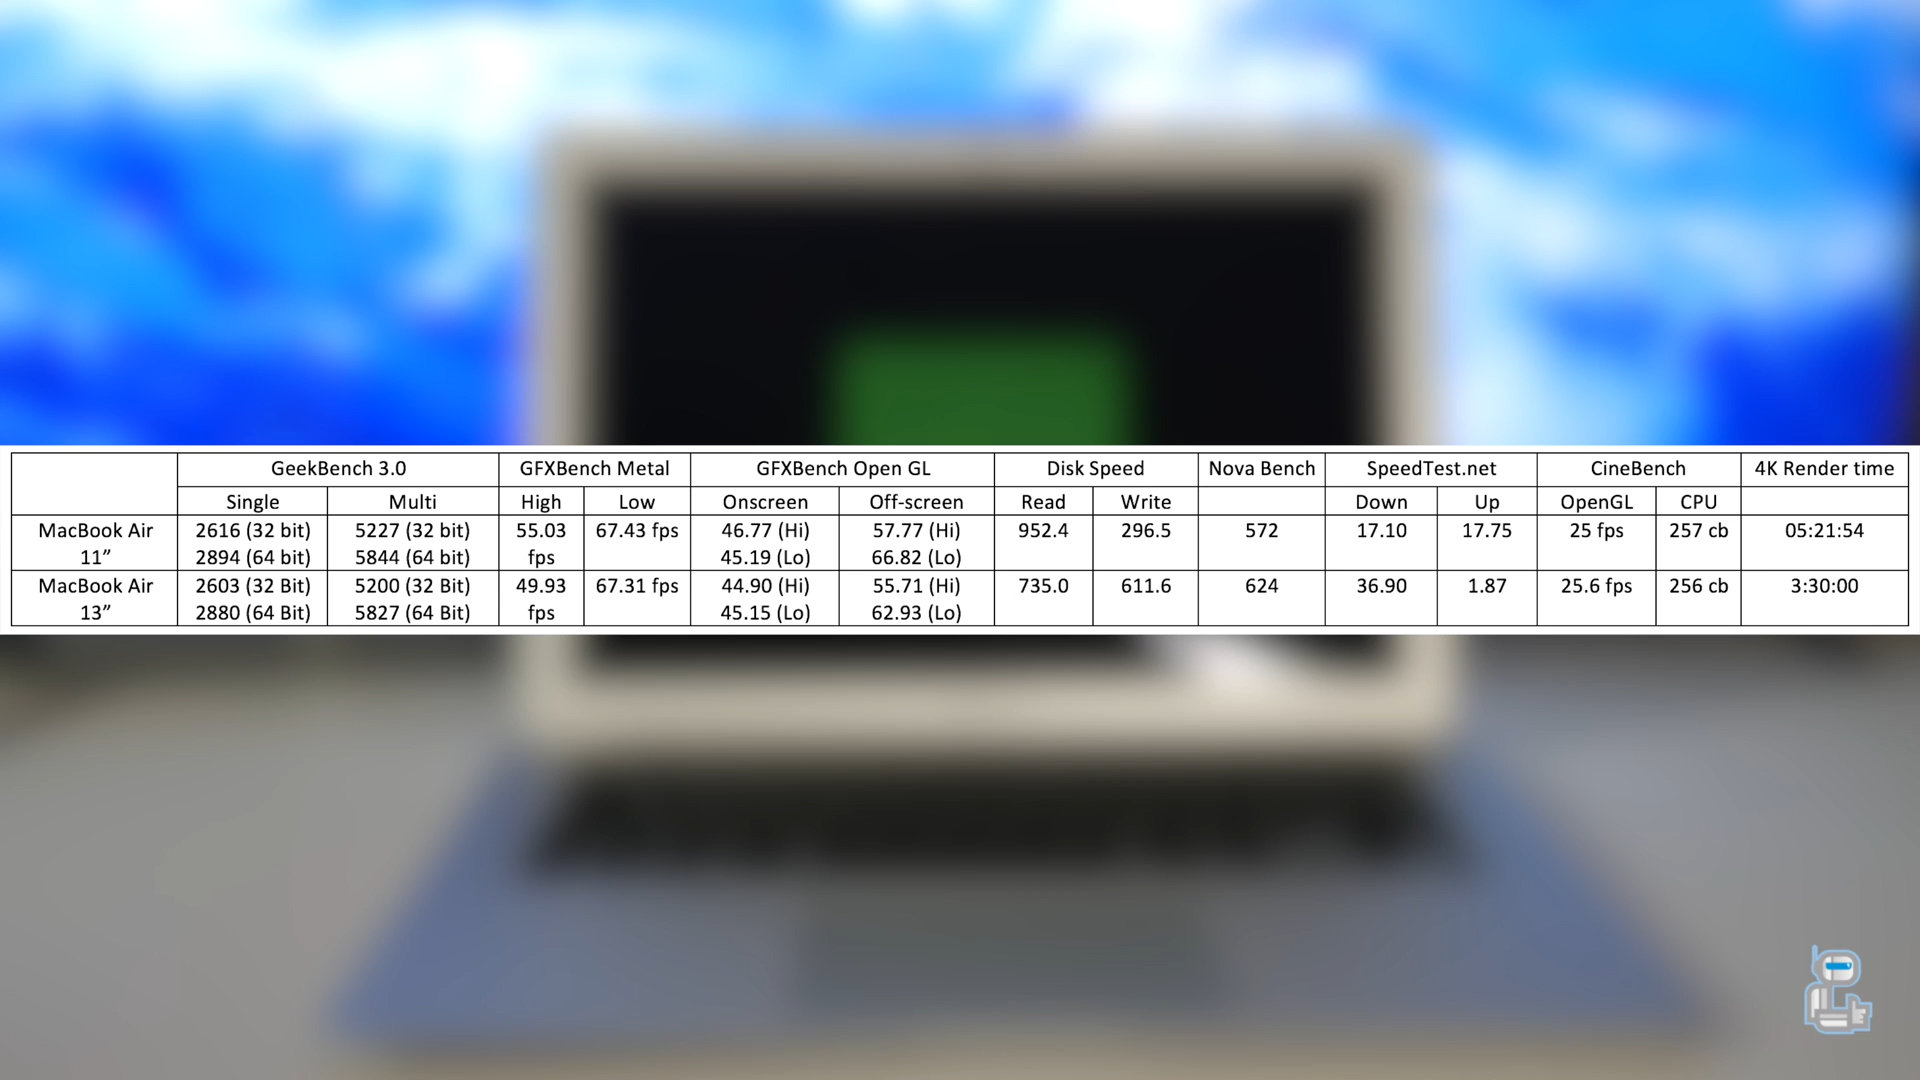 GeekBench 3.0 GFXBench Metal GFXBench Open GL Disk Speed Nova Bench SpeedTest.net CineBench 4K Render time
Single Multi High Low Onscreen Off-screen Read Write Down Up OpenGL CPU
MacBook Air 2616 (32 bit) 5227 (32 bit) 55.03 67.43 fps 46.77 (Hi) 57.77 (Hi) 952.4 296.5 572 17.10 17.75 25 fps 257 cb 05:21:54
11” 2894 (64 bit) 5844 (64 bit) fps 45.19 (Lo) 66.82 (Lo)
MacBook Air 2603 (32 Bit) 5200 (32 Bit) 49.93 67.31 fps 44.90 (Hi) 55.71 (Hi) 735.0 611.6 624 36.90 1.87 25.6 fps 256 cb 3:30:00
13” 2880 (64 Bit) 5827 (64 Bit) fps 45.15 (Lo) 62.93 (Lo)